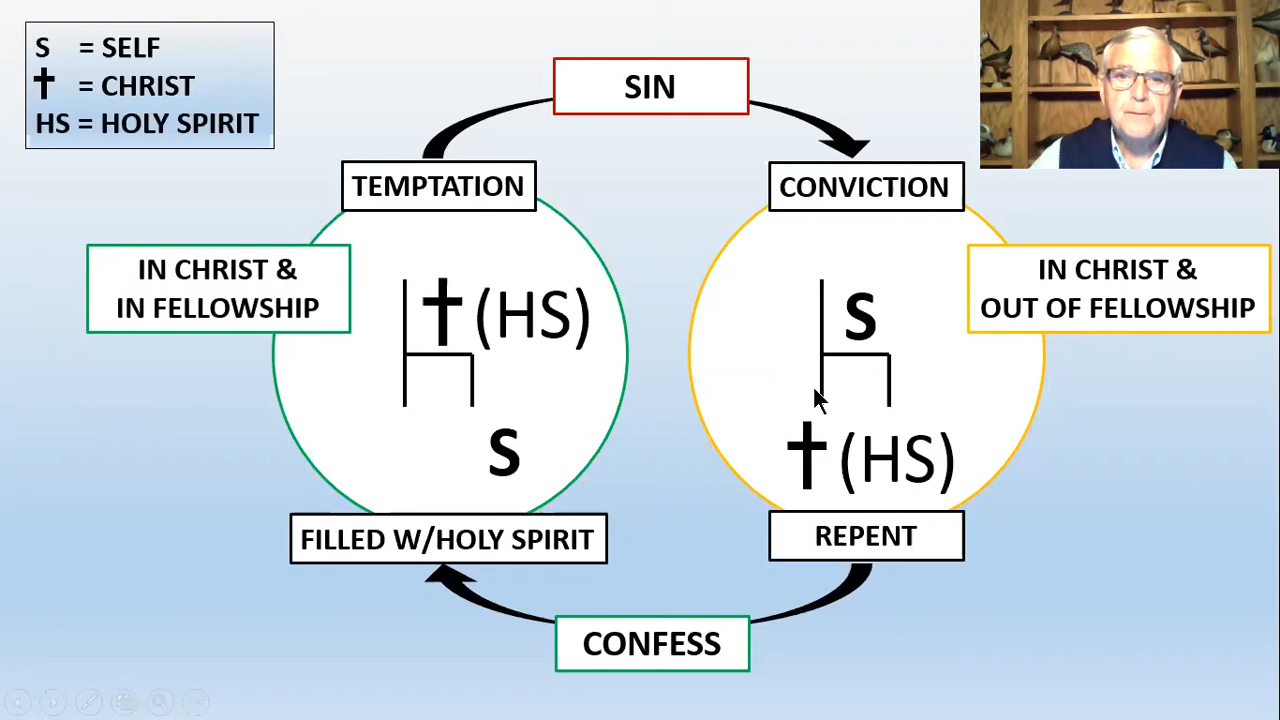 S = SELF
✝ = CHRIST
HS = HOLY SPIRIT
SIN
TEMPTATION
CONVICTION
IN CHRIST &
IN FELLOWSHIP
IN CHRIST &
OUT OF FELLOWSHIP
✝ (HS)
S
S
✝ (HS)
FILLED W/HOLY SPIRIT
REPENT
CONFESS